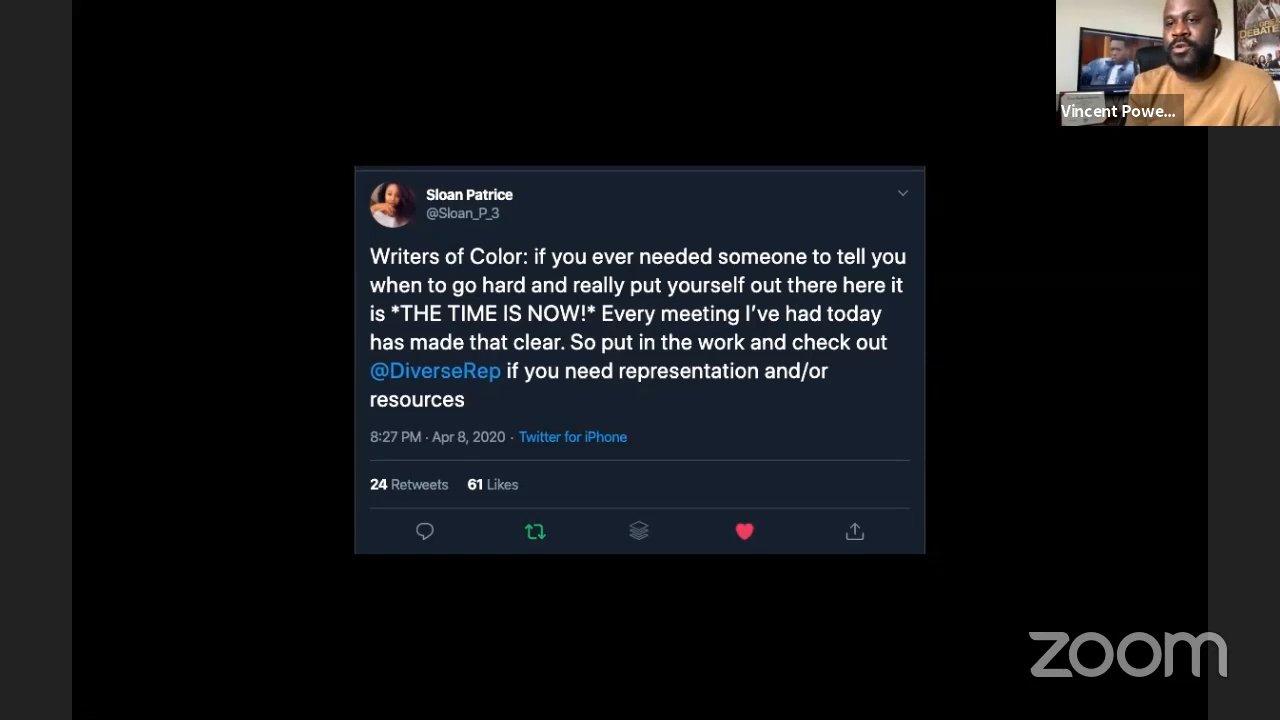 DEBATE
Vincent Powe...
Sloan Patrice
@Sloan_P_3
Writers of Color: if you ever needed someone to tell you
when to go hard and really put yourself out there here it
is *THE TIME IS NOW!* Every meeting I’ve had today
has made that clear. So put in the work and check out
@DiverseRep if you need representation and/or
resources
8:27 PM · Apr 8, 2020 · Twitter for iPhone
24 Retweets 61 Likes
zoom